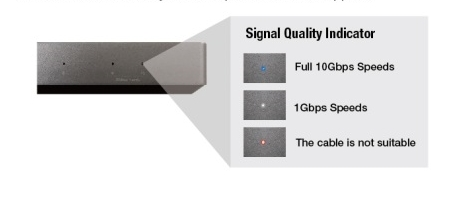 Signal Quality Indicator
Full 10Gbps Speeds
1Gbps Speeds
The cable is not suitable